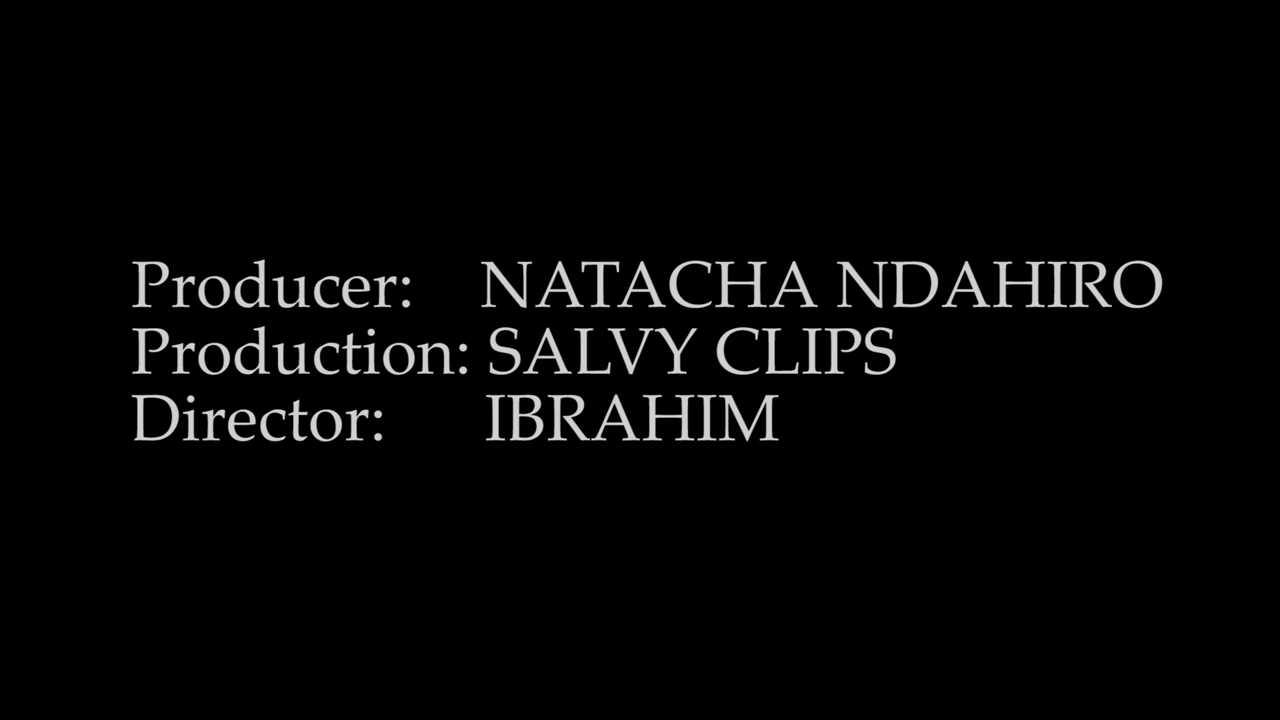 Producer: NATACHA NDAHIRO
Production: SALVY CLIPS
Director: IBRAHIM